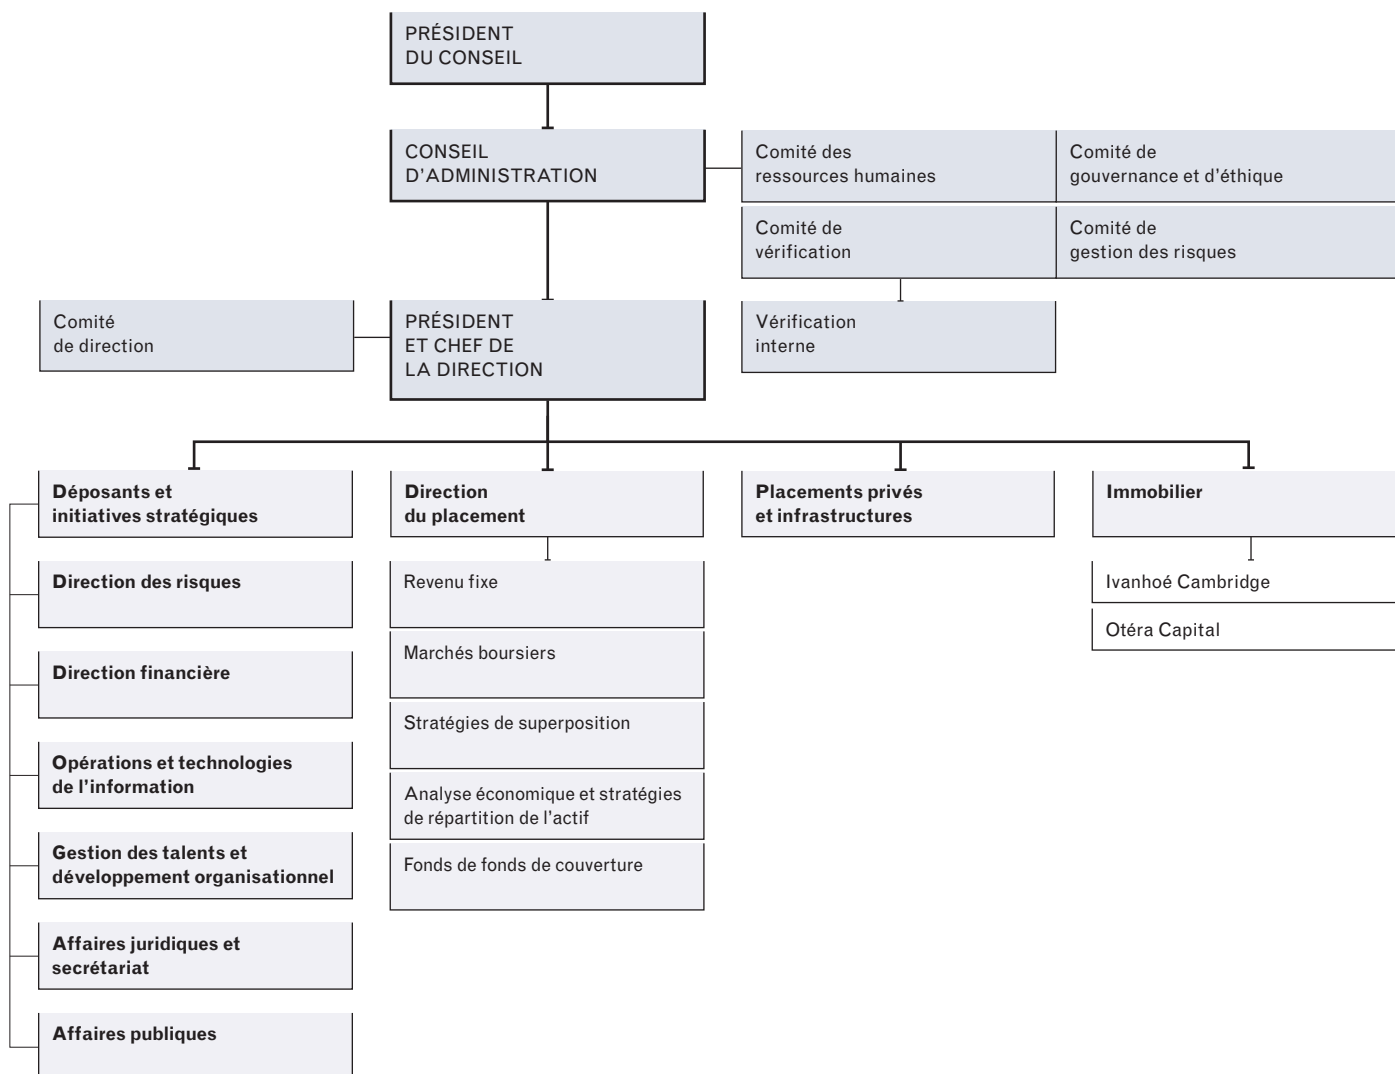 PRÉSIDENT
DU CONSEIL
CONSEIL
D'ADMINISTRATION
Comité des
ressources humaines
Comité de
gouvernance et d'éthique
Comité de
vérification
Comité de
gestion des risques
Comité
de direction
PRÉSIDENT
ET CHEF DE
LA DIRECTION
Vérification
interne
Déposants et
initiatives stratégiques
Direction des risques
Direction financière
Opérations et technologies
de l'information
Gestion des talents et
développement organisationnel
Affaires juridiques et
secrétariat
Affaires publiques
Direction
du placement
Revenu fixe
Marchés boursiers
Stratégies de superposition
Analyse économique et stratégies
de répartition de l'actif
Fonds de fonds de couverture
Placements privés
et infrastructures
Immobilier
Ivanhoé Cambridge
Otéra Capital